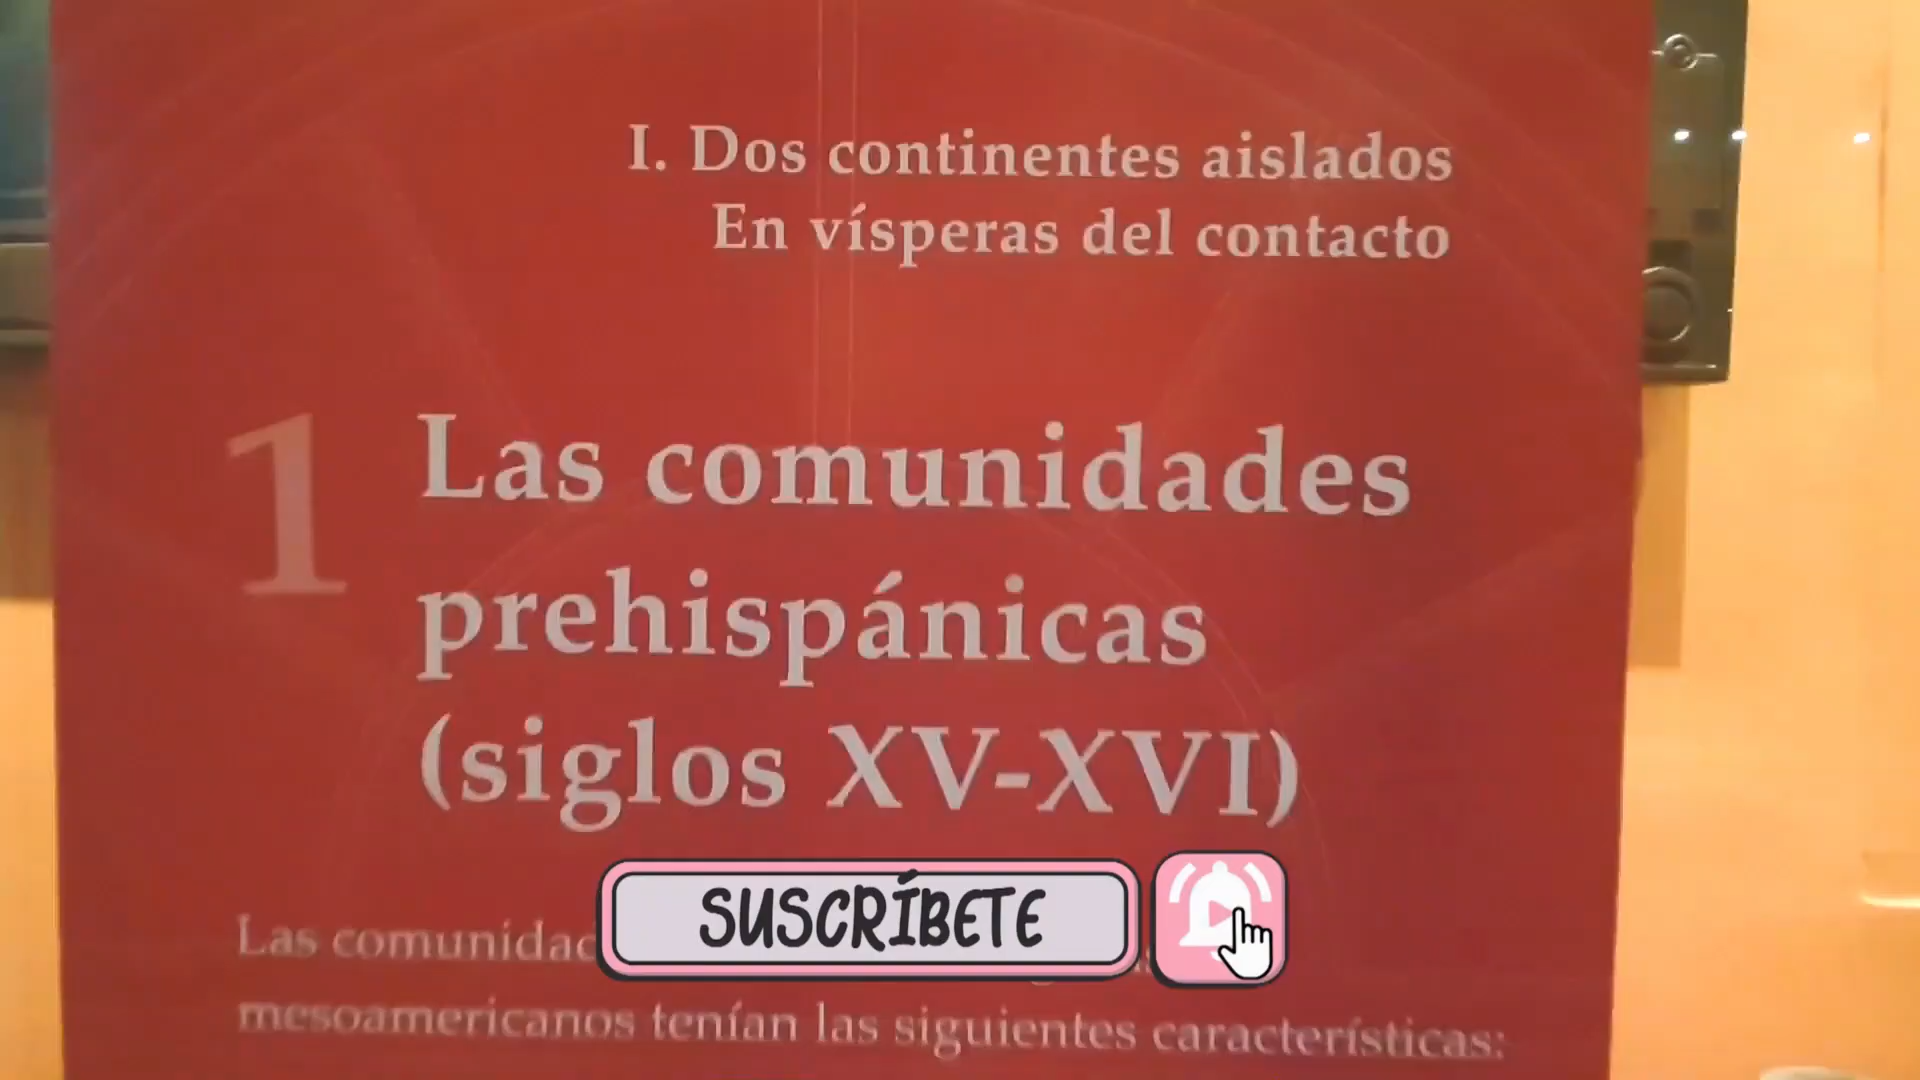 I. Dos continentes aislados
En vísperas del contacto
1 Las comunidades
prehispánicas
(siglos XV-XVI)
SUSCRÍBETE
Las
mesoamericanos tenían las siguientes características: